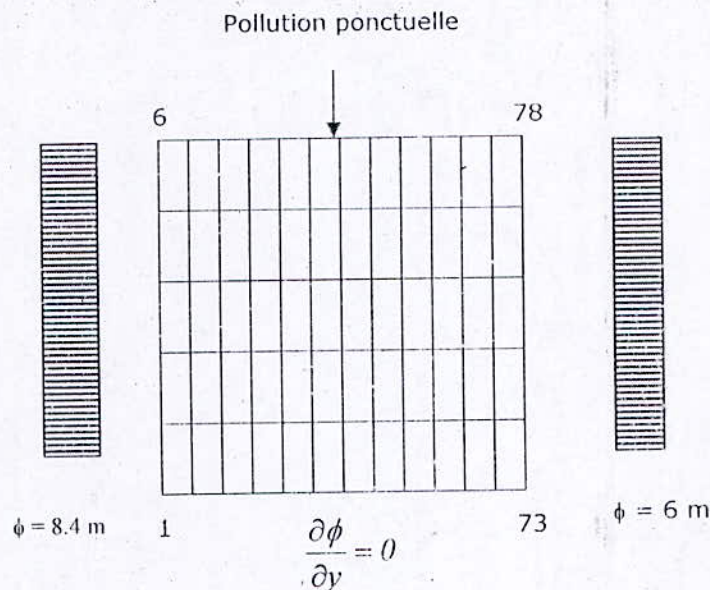 Pollution ponctuelle
6
78
ϕ = 8.4 m
1
∂ϕ/∂y = 0
73
ϕ = 6 m